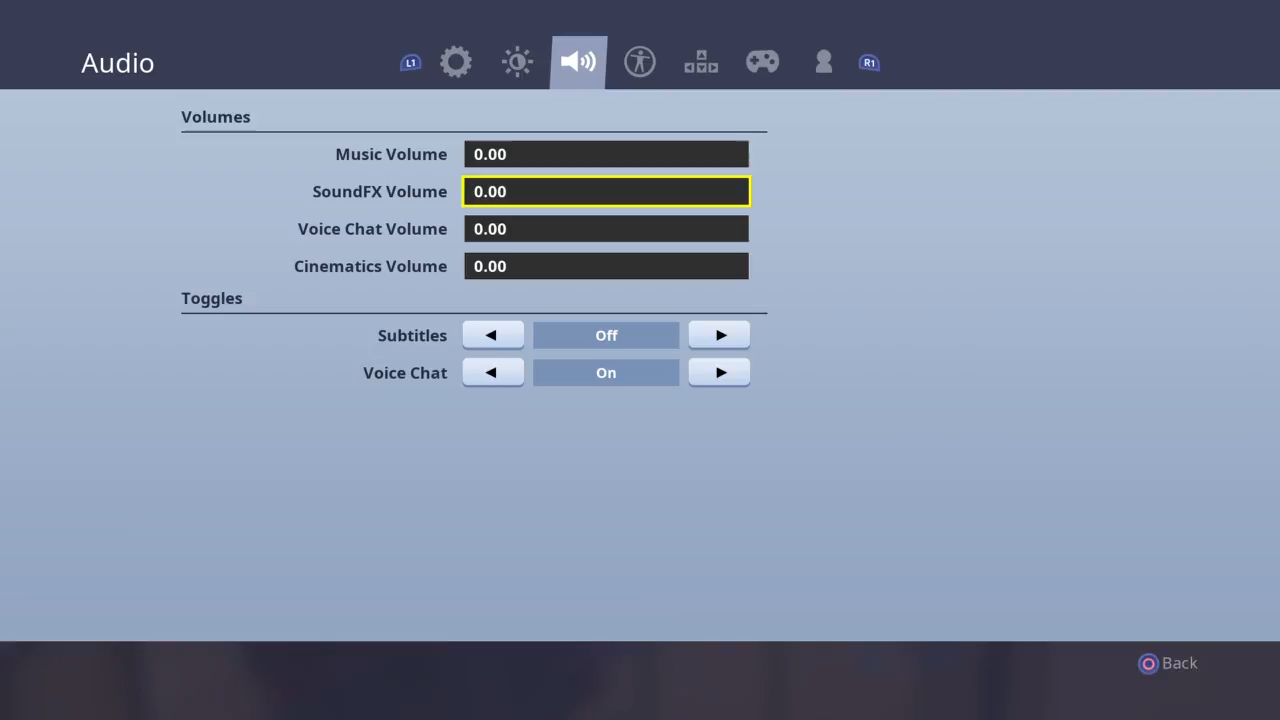 Audio
L1
R1
Volumes
Music Volume 0.00
SoundFX Volume 0.00
Voice Chat Volume 0.00
Cinematics Volume 0.00
Toggles
Subtitles Off
Voice Chat On
Back